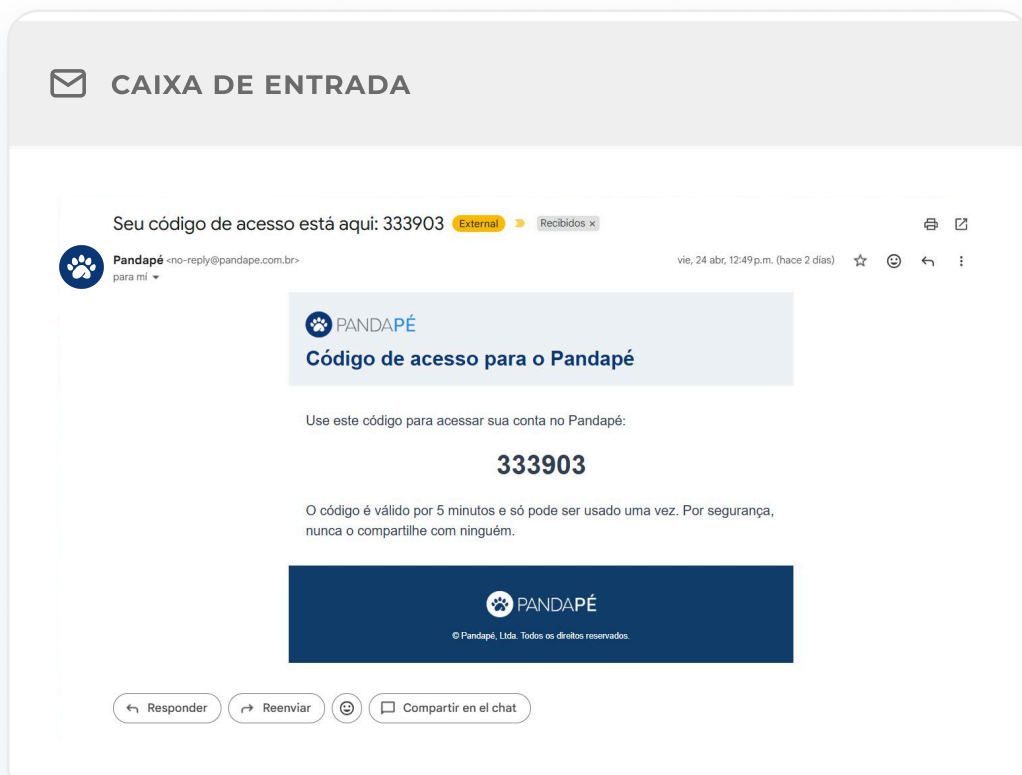 CAIXA DE ENTRADA
Seu código de acesso está aqui: 333903 External Recibidos ×
Pandapé <no-reply@pandape.com.br> vie, 24 abr, 12:49 p.m. (hace 2 días)
para mí
PANDAPÉ
Código de acesso para o Pandapé
Use este código para acessar sua conta no Pandapé:
333903
O código é válido por 5 minutos e só pode ser usado uma vez. Por segurança,
nunca o compartilhe com ninguém.
PANDAPÉ
© Pandapé, Ltda. Todos os direitos reservados.
Responder Reenviar Compartir en el chat